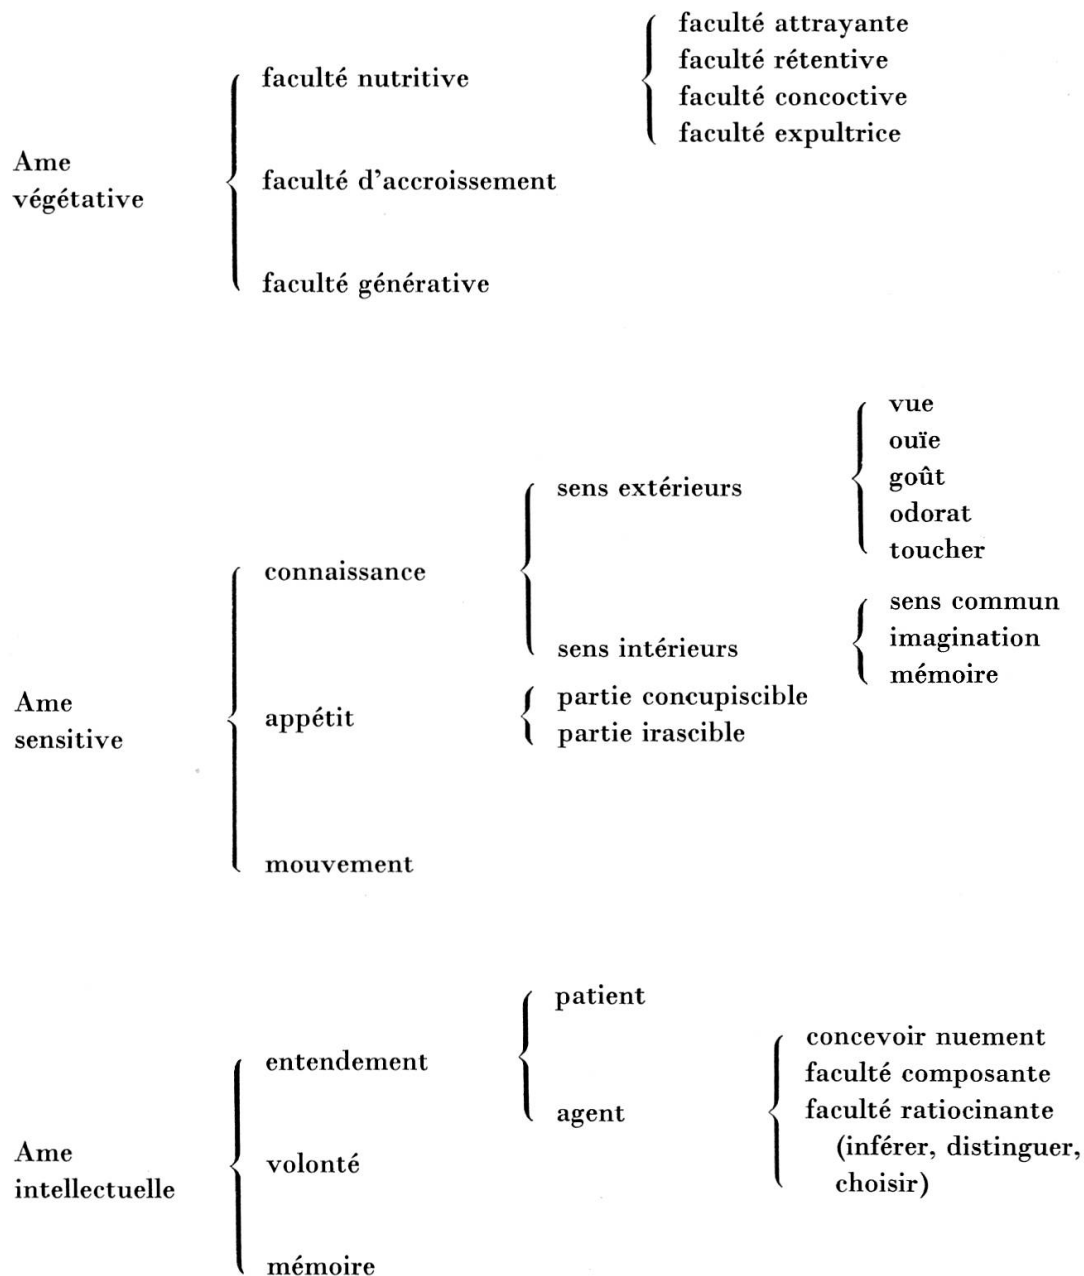 Ame
végétative
faculté nutritive
faculté attrayante
faculté rétentive
faculté concoctive
faculté expultrice
faculté d'accroissement
faculté générative
Ame
sensitive
connaissance
sens extérieurs
vue
ouïe
goût
odorat
toucher
sens intérieurs
sens commun
imagination
mémoire
appétit
partie concupiscible
partie irascible
mouvement
Ame
intellectuelle
entendement
patient
agent
concevoir nuement
faculté composante
faculté ratiocinante
(inférer, distinguer,
choisir)
volonté
mémoire